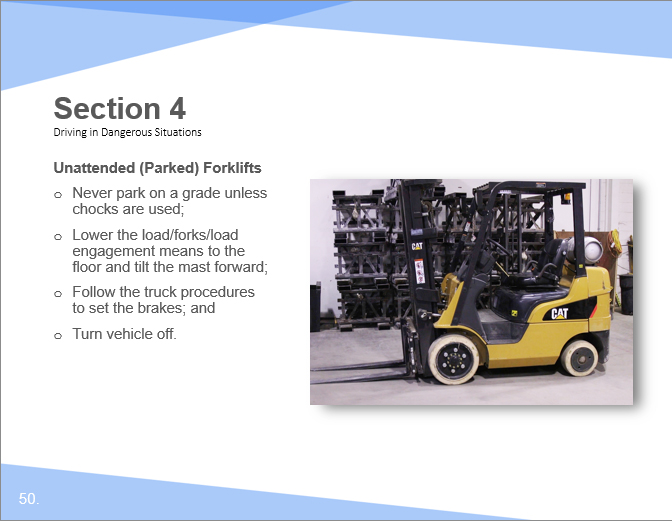 Section 4
Driving in Dangerous Situations
Unattended (Parked) Forklifts
o Never park on a grade unless
chocks are used;
o Lower the load/forks/load
engagement means to the
floor and tilt the mast forward;
o Follow the truck procedures
to set the brakes; and
o Turn vehicle off.
CAT
CAT
50.